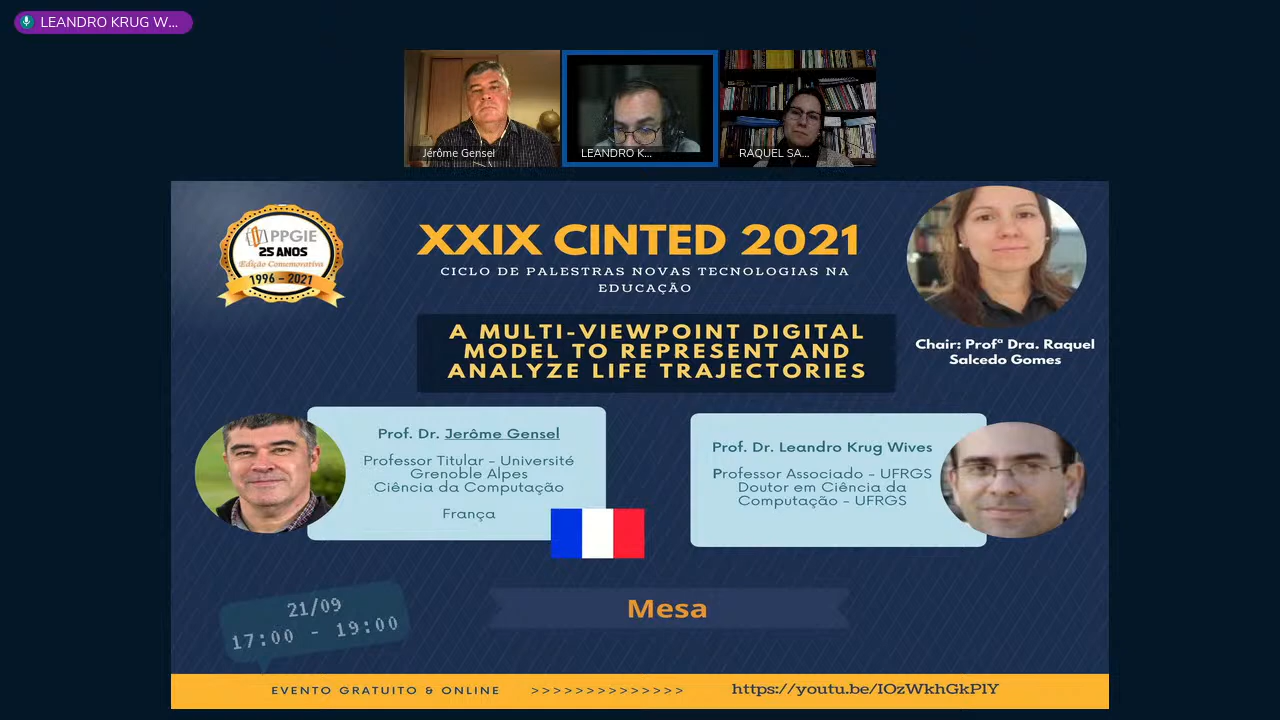 LEANDRO KRUG W...
Jérôme Gensel
LEANDRO K...
RAQUEL SA...
PPGIE
25 ANOS
Edição Comemorativa
1996 - 2021
XXIX CINTED 2021
CICLO DE PALESTRAS NOVAS TECNOLOGIAS NA
EDUCAÇÃO
A MULTI-VIEWPOINT DIGITAL
MODEL TO REPRESENT AND
ANALYZE LIFE TRAJECTORIES
Chair: Profª Dra. Raquel
Salcedo Gomes
Prof. Dr. Jerôme Gensel
Professor Titular - Université
Grenoble Alpes
Ciência da Computação
França
Prof. Dr. Leandro Krug Wives
Professor Associado - UFRGS
Doutor em Ciência da
Computação - UFRGS
21/09
17:00 - 19:00
Mesa
EVENTO GRATUITO & ONLINE >>>>>>>>>>>>>> https://youtu.be/IOzWkhGkPlY